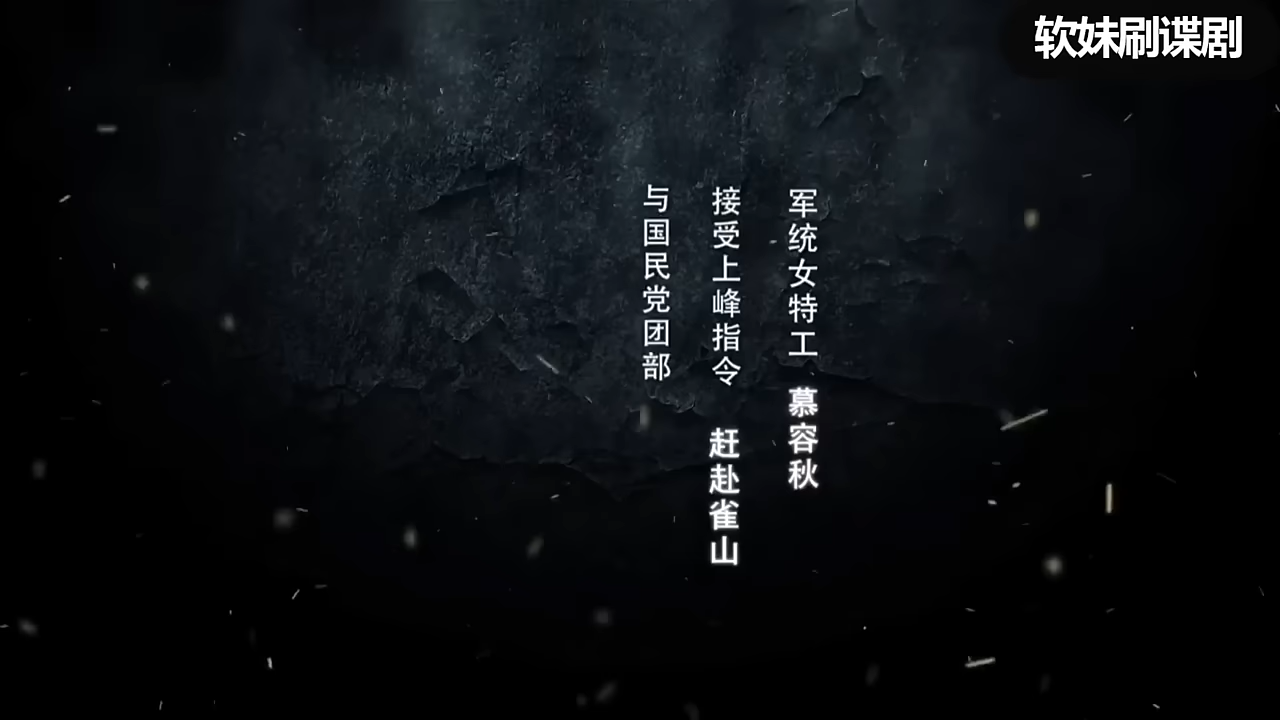 软妹刷谍剧
军统女特工 慕容秋
接受上峰指令 赶赴雀山
与国民党团部